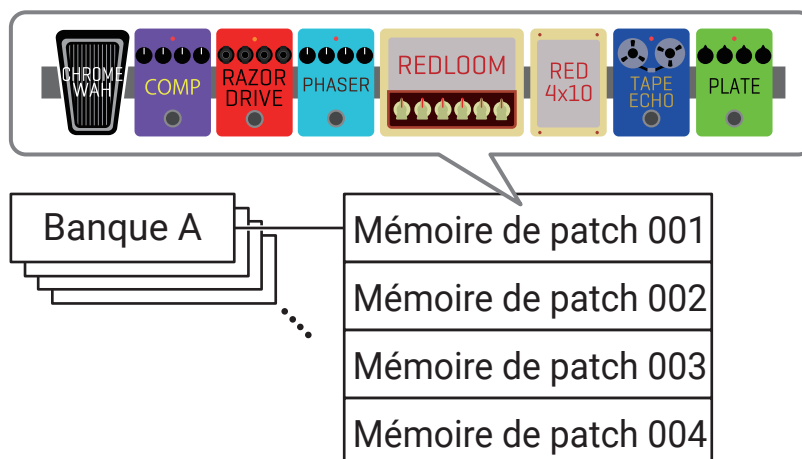 CHROME
WAH
COMP
RAZOR
DRIVE
PHASER
REDLOOM
RED
4x10
TAPE
ECHO
PLATE
Banque A
Mémoire de patch 001
Mémoire de patch 002
Mémoire de patch 003
Mémoire de patch 004